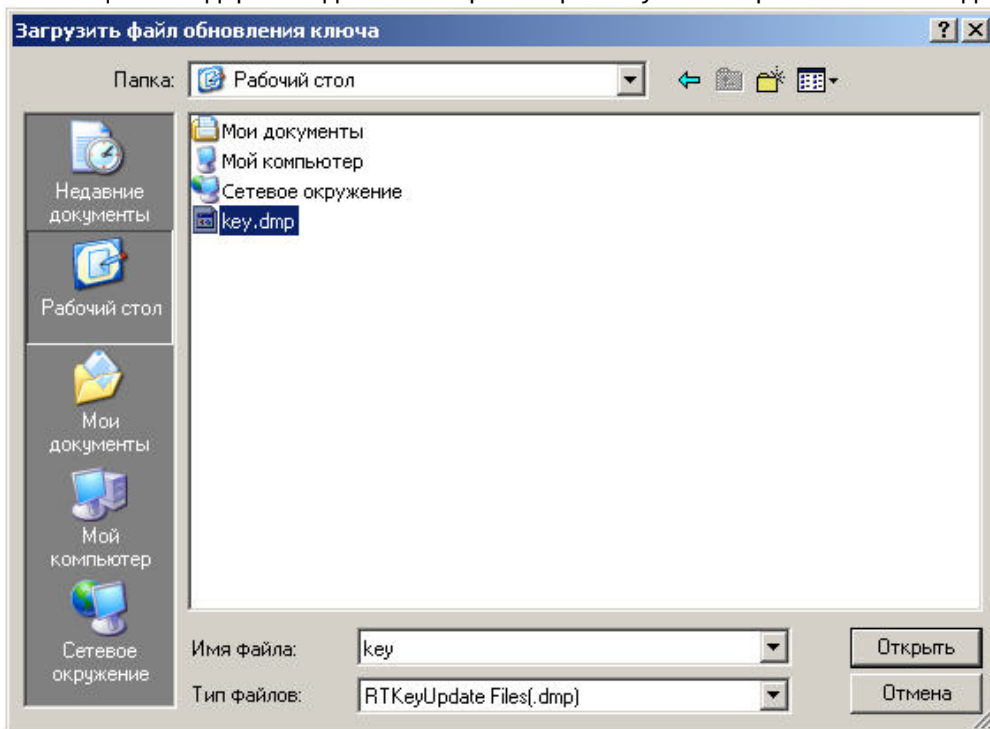 Загрузить файл обновления ключа
Папка:
Рабочий стол
Недавние
документы
Рабочий стол
Мои
документы
Мой
компьютер
Сетевое
окружение
Мои документы
Мой компьютер
Сетевое окружение
key.dmp
Имя файла:
key
Открыть
Тип файлов:
RTKeyUpdate Files(.dmp)
Отмена